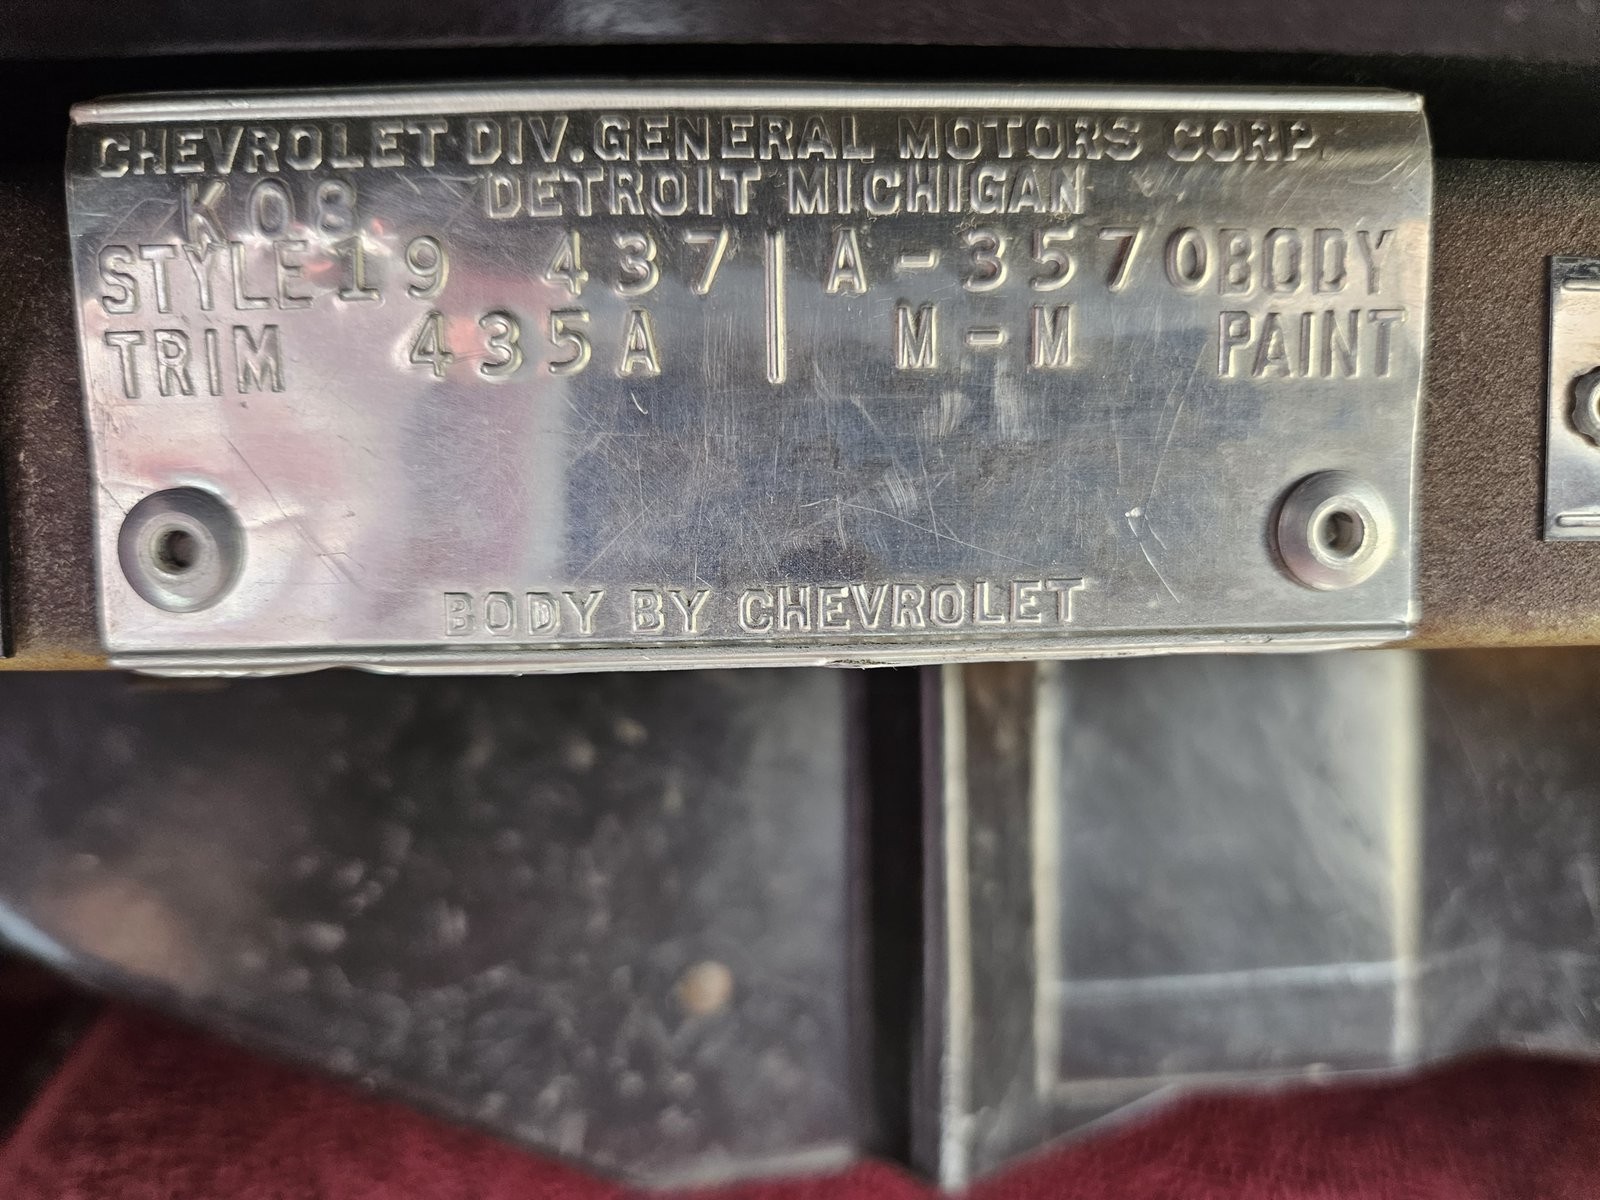 CHEVROLET DIV. GENERAL MOTORS CORP.
K08 DETROIT MICHIGAN
STYLE 19 437 | A-3570 BODY
TRIM 435A | M-M PAINT
BODY BY CHEVROLET